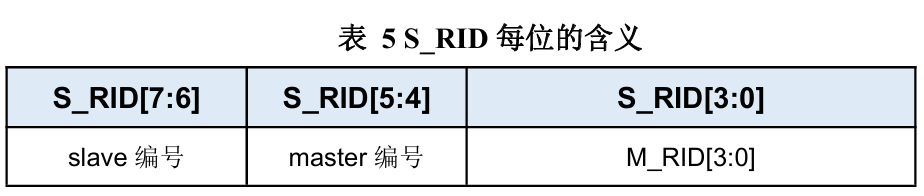 表 5 S_RID 每位的含义
S_RID[7:6] S_RID[5:4] S_RID[3:0]
slave 编号 master 编号 M_RID[3:0]